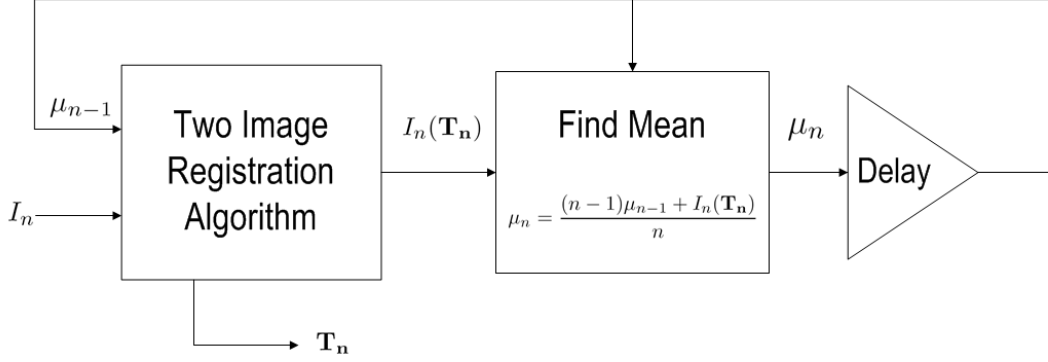 μ_{n−1}
I_n
Two Image
Registration
Algorithm
T_n
I_n(T_n)
Find Mean
μ_n = \frac{(n − 1)μ_{n−1} + I_n(T_n)}{n}
μ_n
Delay